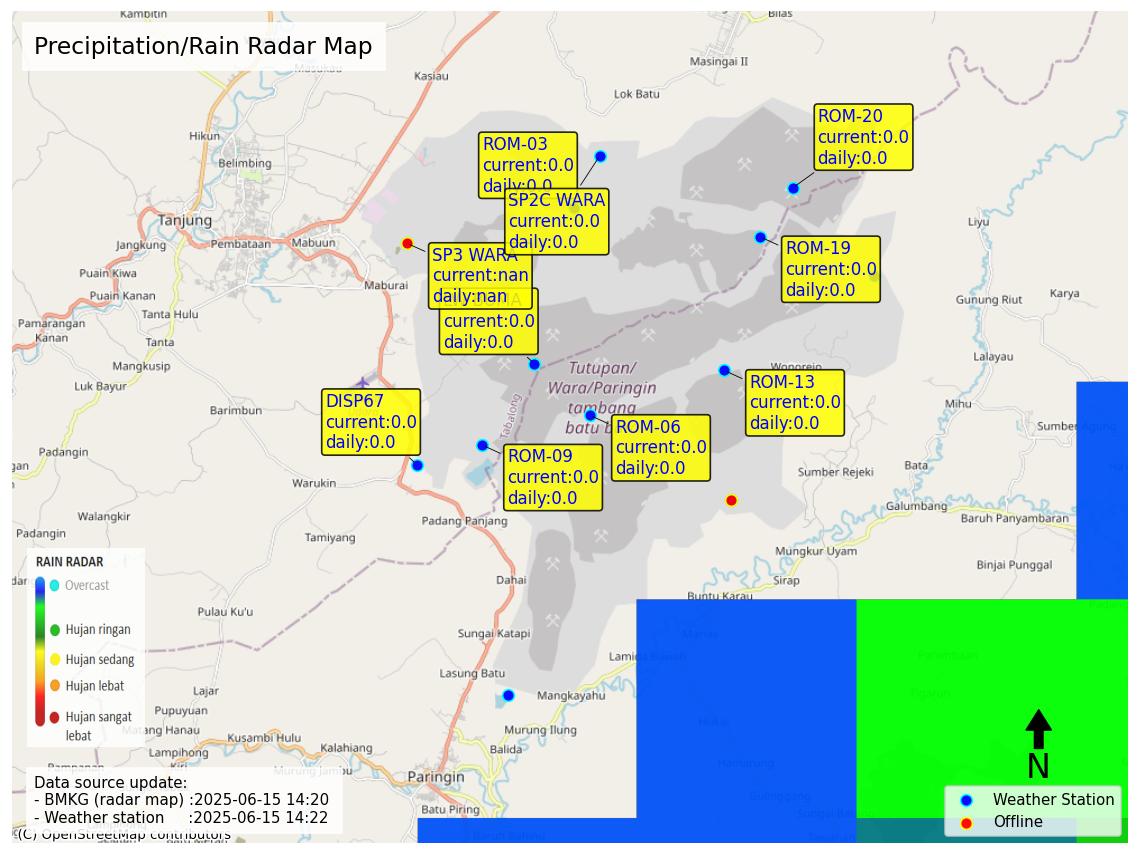 Kambitin
Bilas
Precipitation/Rain Radar Map
Masukau
Kasiau
Masingai II
Lok Batu
Hikun
Belimbing
ROM-03
current:0.0
daily:0.0
ROM-20
current:0.0
daily:0.0
SP2C WARA
current:0.0
daily:0.0
Tanjung
Jangkung
Pembataan
Mabuun
Liyu
ROM-19
current:0.0
daily:0.0
SP3 WARA
current:nan
daily:nan
current:0.0
daily:0.0
Puain Kiwa
Puain Kanan
Maburai
Tanta Hulu
Gunung Riut
Karya
Pamarangan
Kanan
Tanta
Mangkusip
Luk Bayur
Lalayau
Wonorejo
Tutupan/
Wara/Paringin
tambang
batu b
Tabalong
ROM-13
current:0.0
daily:0.0
DISP67
current:0.0
daily:0.0
Barimbun
Mihu
ROM-06
current:0.0
daily:0.0
Sumber Agung
ROM-09
current:0.0
daily:0.0
Padangin
gan
Warukin
Sumber Rejeki
Bata
Galumbang
Baruh Panyambaran
Walangkir
Padangin
Padang Panjang
Tamiyang
Mungkur Uyam
Binjai Punggal
Dahai
Sirap
Buntu Karau
RAIN RADAR
Overcast
Hujan ringan
Hujan sedang
Hujan lebat
Hujan sangat
lebat
Pulau Ku'u
Sungai Katapi
Lasung Batu
Mangkayahu
Lajar
Pupuyuan
Matang Hanau
Kusambi Hulu
Lampihong
Kalahiang
Murung Jambu
Murung Ilung
Balida
Paringin
Batu Piring
Hamarung
N
Data source update:
- BMKG (radar map) :2025-06-15 14:20
- Weather station :2025-06-15 14:22
(C) OpenStreetMap contributors
Weather Station
Offline